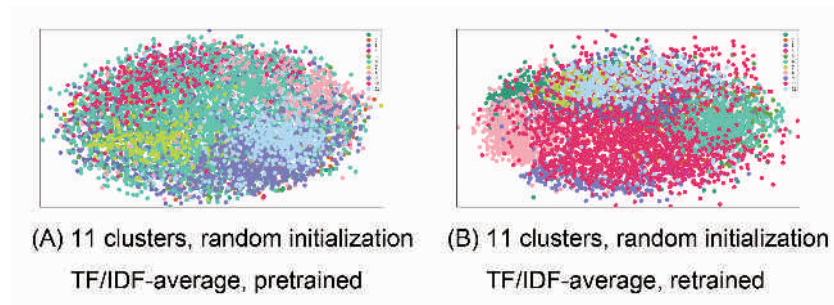 (A) 11 clusters, random initialization
TF/IDF-average, pretrained
(B) 11 clusters, random initialization
TF/IDF-average, retrained